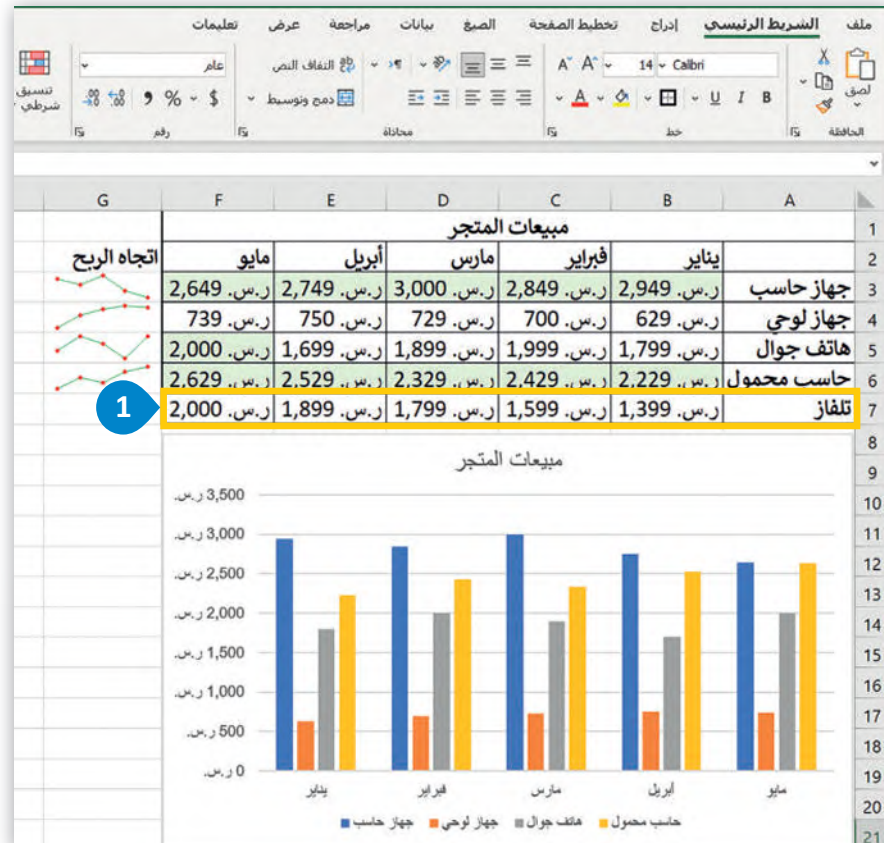 ملف الشريط الرئيسي إدراج تخطيط الصفحة الصيغ بيانات مراجعة عرض تعليمات
لصق Calibri 14 A A التفاف النص عام تنسيق شرطي
B I U A دمج وتوسيط $ % 9
الحافظة خط محاذاة رقم
A B C D E F G
1 مبيعات المتجر
2 يناير فبراير مارس أبريل مايو اتجاه الربح
3 جهاز حاسب ر.س. 2,949 ر.س. 2,849 ر.س. 3,000 ر.س. 2,749 ر.س. 2,649
4 جهاز لوحي ر.س. 629 ر.س. 700 ر.س. 729 ر.س. 750 ر.س. 739
5 هاتف جوال ر.س. 1,799 ر.س. 1,999 ر.س. 1,899 ر.س. 1,699 ر.س. 2,000
6 حاسب محمول ر.س. 2,229 ر.س. 2,429 ر.س. 2,329 ر.س. 2,529 ر.س. 2,629
7 تلفاز ر.س. 1,399 ر.س. 1,599 ر.س. 1,799 ر.س. 1,899 ر.س. 2,000
1
8
مبيعات المتجر
9
3,500 ر.س.
10
3,000 ر.س.
11
2,500 ر.س.
12
13
2,000 ر.س.
14
1,500 ر.س.
15
1,000 ر.س.
16
17
500 ر.س.
18
0 ر.س.
19
يناير فبراير مارس أبريل مايو
20
جهاز حاسب جهاز لوحي هاتف جوال حاسب محمول
21